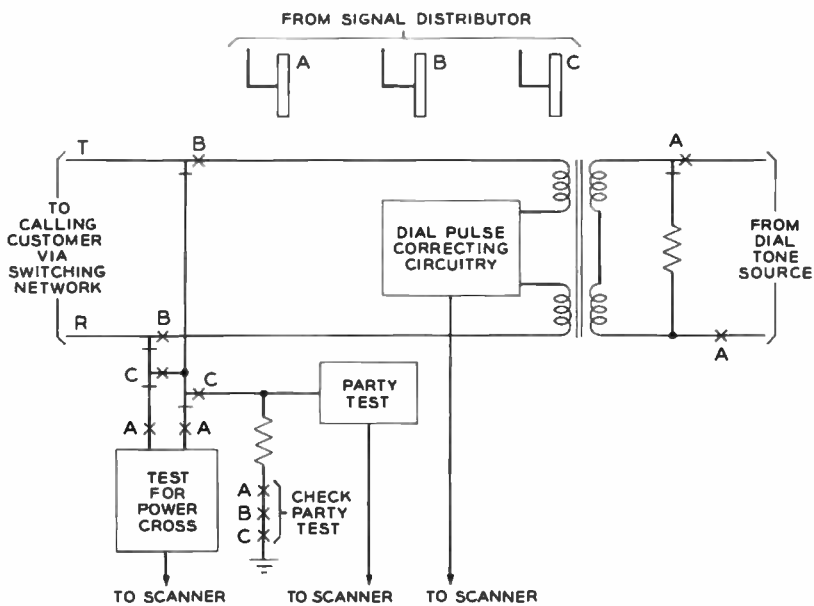 FROM SIGNAL DISTRIBUTOR
A
B
C
T
B
A
TO
CALLING
CUSTOMER
VIA
SWITCHING
NETWORK
DIAL PULSE
CORRECTING
CIRCUITRY
FROM
DIAL
TONE
SOURCE
R
B
A
C
C
PARTY
TEST
A
A
TEST
FOR
POWER
CROSS
A
B
C
CHECK
PARTY
TEST
TO SCANNER
TO SCANNER
TO SCANNER